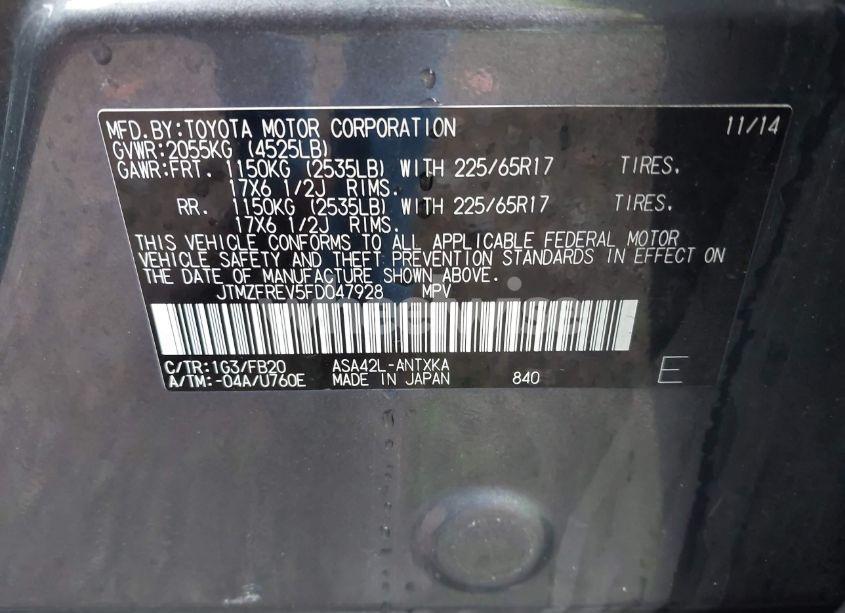 MFD.BY:TOYOTA MOTOR CORPORATION 11/14
GVWR:2055KG (4525LB)
GAWR:FRT. 1150KG (2535LB) WITH 225/65R17 TIRES.
17X6 1/2J RIMS.
RR. 1150KG (2535LB) WITH 225/65R17 TIRES.
17X6 1/2J RIMS.
THIS VEHICLE CONFORMS TO ALL APPLICABLE FEDERAL MOTOR
VEHICLE SAFETY AND THEFT PREVENTION STANDARDS IN EFFECT ON
THE DATE OF MANUFACTURE SHOWN ABOVE.
JTMZFREV5FD047928 MPV
C/TR:1G3/FB20 ASA42L-ANTXKA
A/TM:-04A/U760E MADE IN JAPAN 840 E